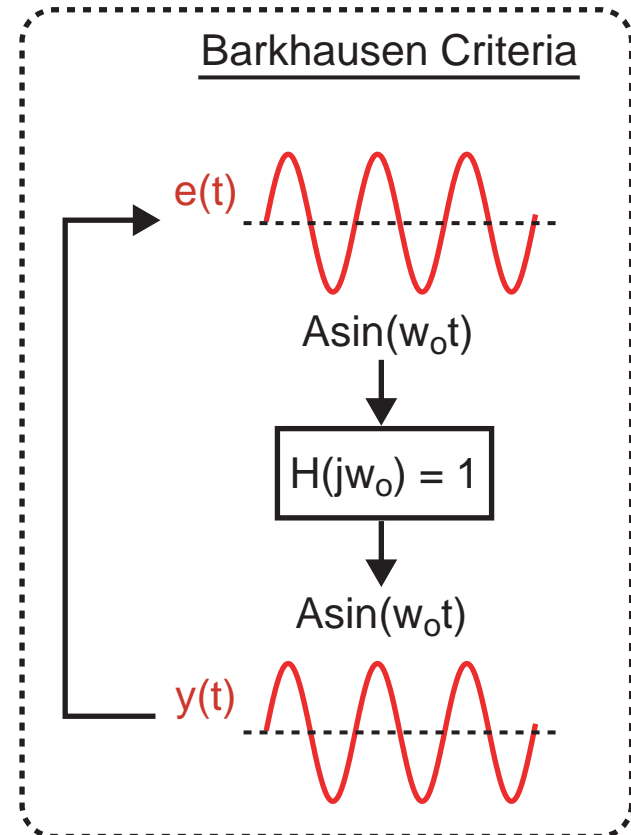 Barkhausen Criteria
e(t)
Asin(wₒt)
H(jwₒ) = 1
Asin(wₒt)
y(t)